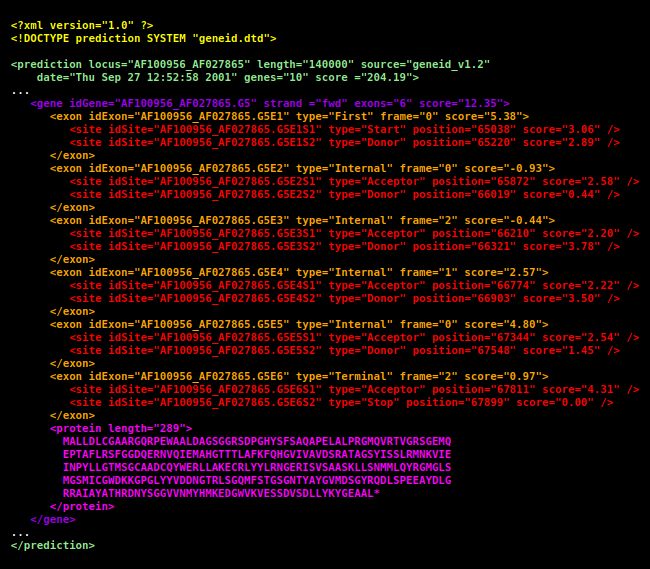 <?xml version="1.0" ?>
<!DOCTYPE prediction SYSTEM "geneid.dtd">
<prediction locus="AF100956_AF027865" length="140000" source="geneid_v1.2"
date="Thu Sep 27 12:52:58 2001" genes="10" score ="204.19">
...
<gene idGene="AF100956_AF027865.G5" strand ="fwd" exons="6" score="12.35">
<exon idExon="AF100956_AF027865.G5E1" type="First" frame="0" score="5.38">
<site idSite="AF100956_AF027865.G5E1S1" type="Start" position="65038" score="3.06" />
<site idSite="AF100956_AF027865.G5E1S2" type="Donor" position="65220" score="2.89" />
</exon>
<exon idExon="AF100956_AF027865.G5E2" type="Internal" frame="0" score="-0.93">
<site idSite="AF100956_AF027865.G5E2S1" type="Acceptor" position="65872" score="2.58" />
<site idSite="AF100956_AF027865.G5E2S2" type="Donor" position="66019" score="0.44" />
</exon>
<exon idExon="AF100956_AF027865.G5E3" type="Internal" frame="2" score="-0.44">
<site idSite="AF100956_AF027865.G5E3S1" type="Acceptor" position="66210" score="2.20" />
<site idSite="AF100956_AF027865.G5E3S2" type="Donor" position="66321" score="3.78" />
</exon>
<exon idExon="AF100956_AF027865.G5E4" type="Internal" frame="1" score="2.57">
<site idSite="AF100956_AF027865.G5E4S1" type="Acceptor" position="66774" score="2.22" />
<site idSite="AF100956_AF027865.G5E4S2" type="Donor" position="66903" score="3.50" />
</exon>
<exon idExon="AF100956_AF027865.G5E5" type="Internal" frame="0" score="4.80">
<site idSite="AF100956_AF027865.G5E5S1" type="Acceptor" position="67344" score="2.54" />
<site idSite="AF100956_AF027865.G5E5S2" type="Donor" position="67548" score="1.45" />
</exon>
<exon idExon="AF100956_AF027865.G5E6" type="Terminal" frame="2" score="0.97">
<site idSite="AF100956_AF027865.G5E6S1" type="Acceptor" position="67811" score="4.31" />
<site idSite="AF100956_AF027865.G5E6S2" type="Stop" position="67899" score="0.00" />
</exon>
<protein length="289">
MALLDLCGAARGQRPEWAALDAGSGGRSDPGHYSFSAQAPELALPRGMQVRTVGRSGEMQ
EPTAFLRSFGGDQERNVQIEMAHGTTTLAFKFQHGVIVAVDSRATAGSYISSLRMNKVIE
INPYLLGTMSGCAADCQYWERLLAKECRLYYLRNGERISVSAASKLLSNMMLQYRGMGLS
MGSMICGWDKKGPGLYYVDDNGTRLSGQMFSTGSGNTYAYGVMDSGYRQDLSPEEAYDLG
RRAIAYATHRDNYSGGVVNMYHMKEDGWVKVESSDVSDLLYKYGEAAL*
</protein>
</gene>
...
</prediction>